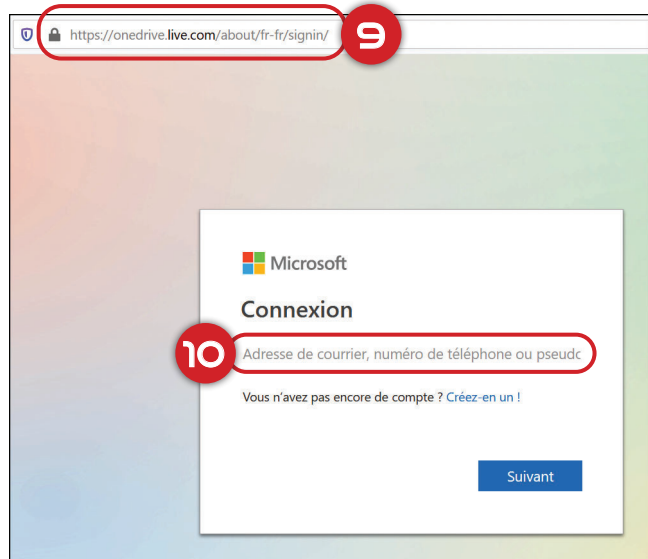 https://onedrive.live.com/about/fr-fr/signin/
9
Microsoft
Connexion
10
Adresse de courrier, numéro de téléphone ou pseudo
Vous n'avez pas encore de compte ? Créez-en un !
Suivant